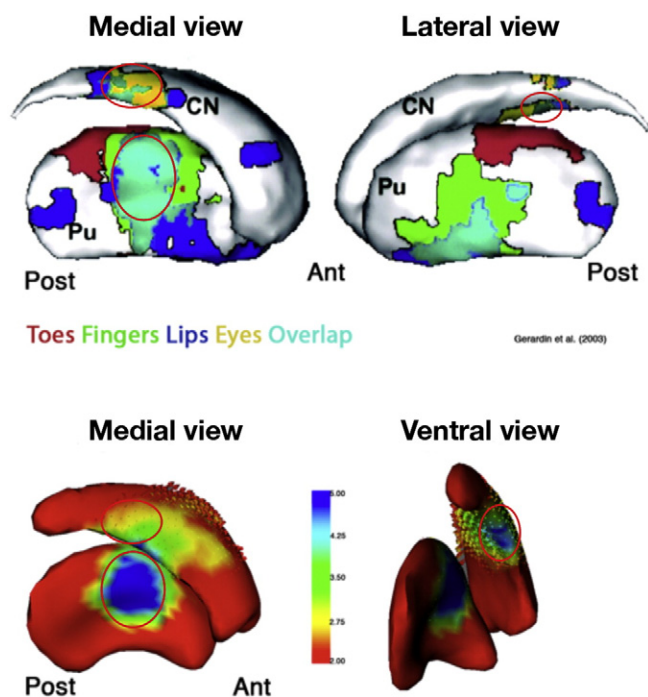 Medial view
Lateral view
CN
CN
Pu
Pu
Post
Ant
Post
Toes Fingers Lips Eyes Overlap
Gerardin et al. (2003)
Medial view
Ventral view
5.00
4.25
3.50
2.75
2.00
Post
Ant